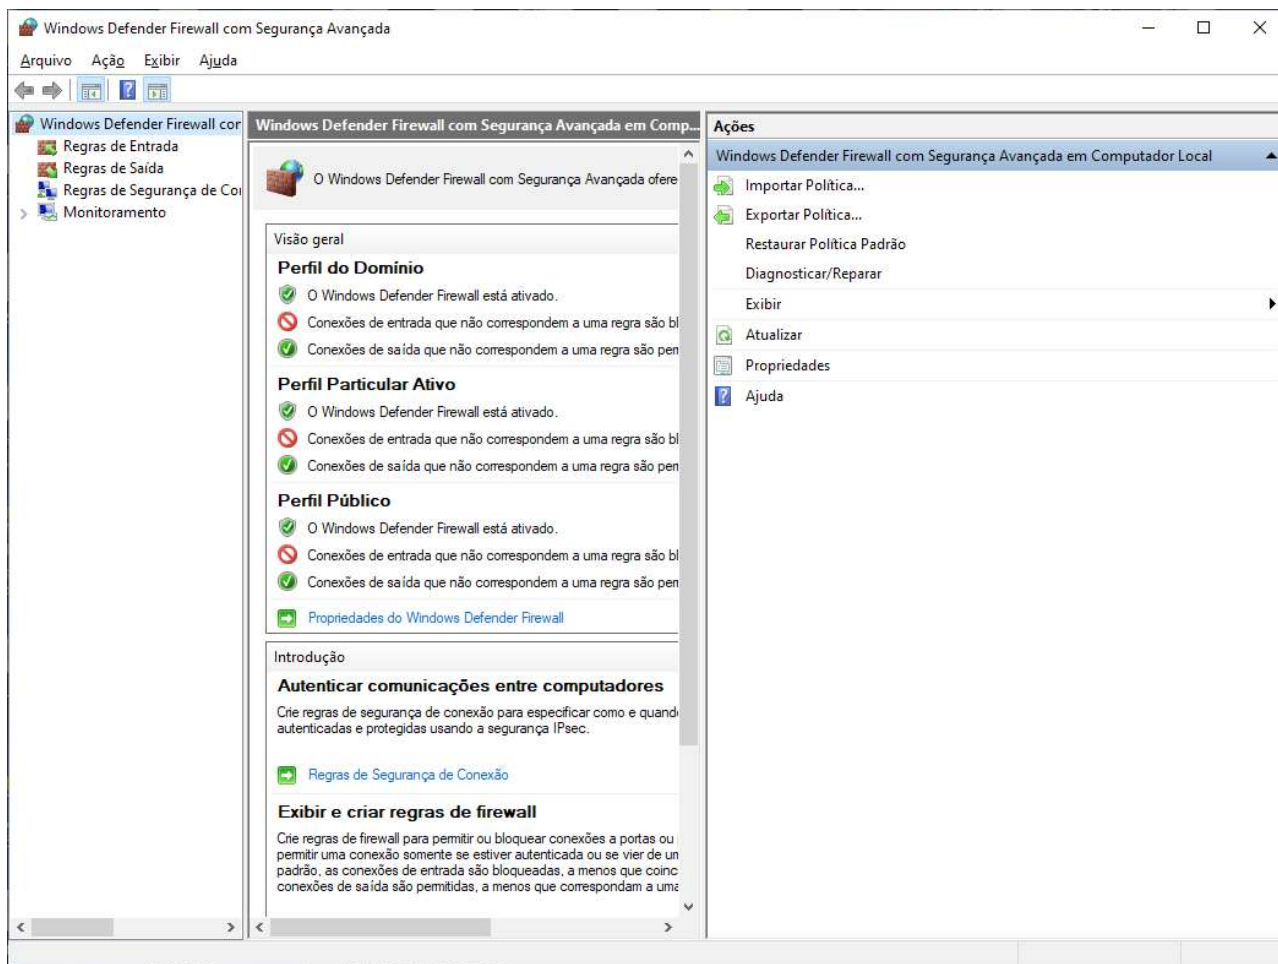 Windows Defender Firewall com Segurança Avançada
Arquivo Ação Exibir Ajuda
Windows Defender Firewall cor
Regras de Entrada
Regras de Saída
Regras de Segurança de Co
Monitoramento
Windows Defender Firewall com Segurança Avançada em Comp...
O Windows Defender Firewall com Segurança Avançada ofere
Visão geral
Perfil do Domínio
O Windows Defender Firewall está ativado.
Conexões de entrada que não correspondem a uma regra são bl
Conexões de saída que não correspondem a uma regra são pen
Perfil Particular Ativo
O Windows Defender Firewall está ativado.
Conexões de entrada que não correspondem a uma regra são bl
Conexões de saída que não correspondem a uma regra são pen
Perfil Público
O Windows Defender Firewall está ativado.
Conexões de entrada que não correspondem a uma regra são bl
Conexões de saída que não correspondem a uma regra são pen
Propriedades do Windows Defender Firewall
Introdução
Autenticar comunicações entre computadores
Crie regras de segurança de conexão para especificar como e quand
autenticadas e protegidas usando a segurança IPsec.
Regras de Segurança de Conexão
Exibir e criar regras de firewall
Crie regras de firewall para permitir ou bloquear conexões a portas ou
permitir uma conexão somente se estiver autenticada ou se vier de um
padrão, as conexões de entrada são bloqueadas, a menos que coinc
conexões de saída são permitidas, a menos que correspondam a uma
Ações
Windows Defender Firewall com Segurança Avançada em Computador Local
Importar Política...
Exportar Política...
Restaurar Política Padrão
Diagnosticar/Reparar
Exibir
Atualizar
Propriedades
Ajuda